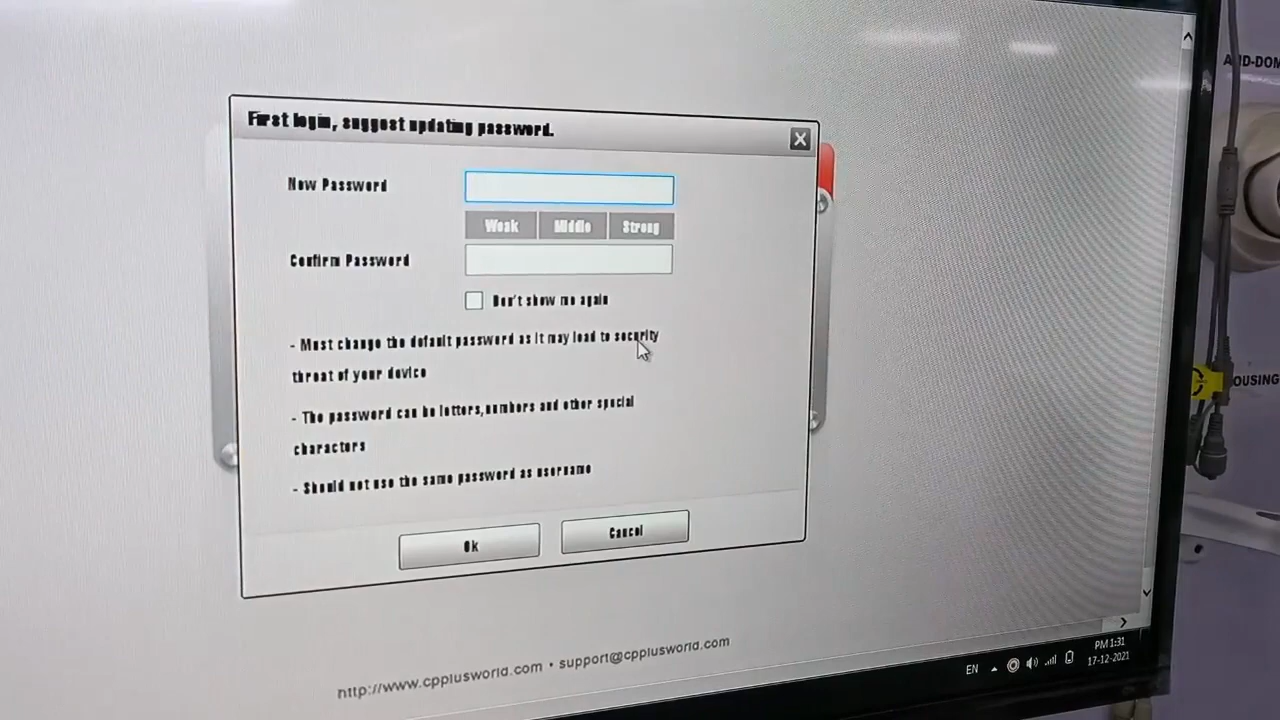 First login, suggest updating password.
New Password
Weak Middle Strong
Confirm Password
Don't show me again
- Must change the default password as it may lead to security
threat of your device
- The password can be letters,numbers and other special
characters
- Should not use the same password as username
Ok Cancel
http://www.cpplusworld.com • support@cpplusworld.com
EN
PM 1:31
17-12-2021
OUSING